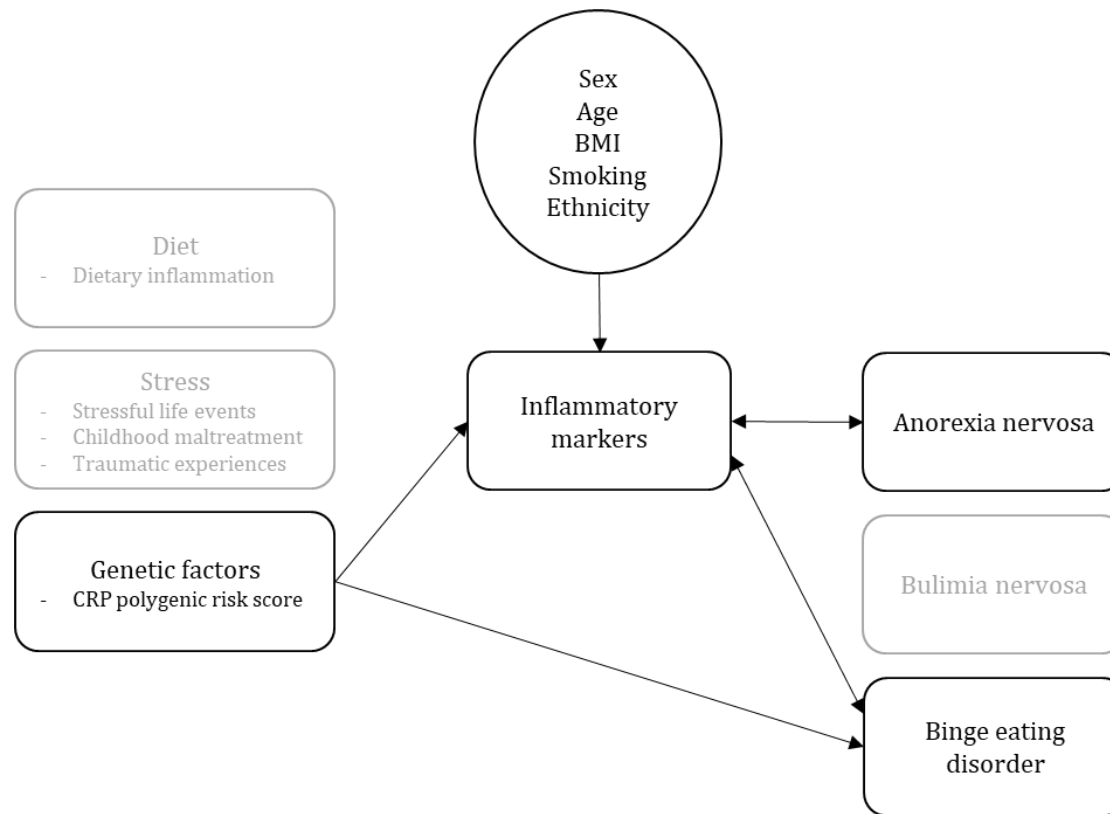 Sex
Age
BMI
Smoking
Ethnicity
Diet
- Dietary inflammation
Stress
- Stressful life events
- Childhood maltreatment
- Traumatic experiences
Genetic factors
- CRP polygenic risk score
Inflammatory
markers
Anorexia nervosa
Bulimia nervosa
Binge eating
disorder